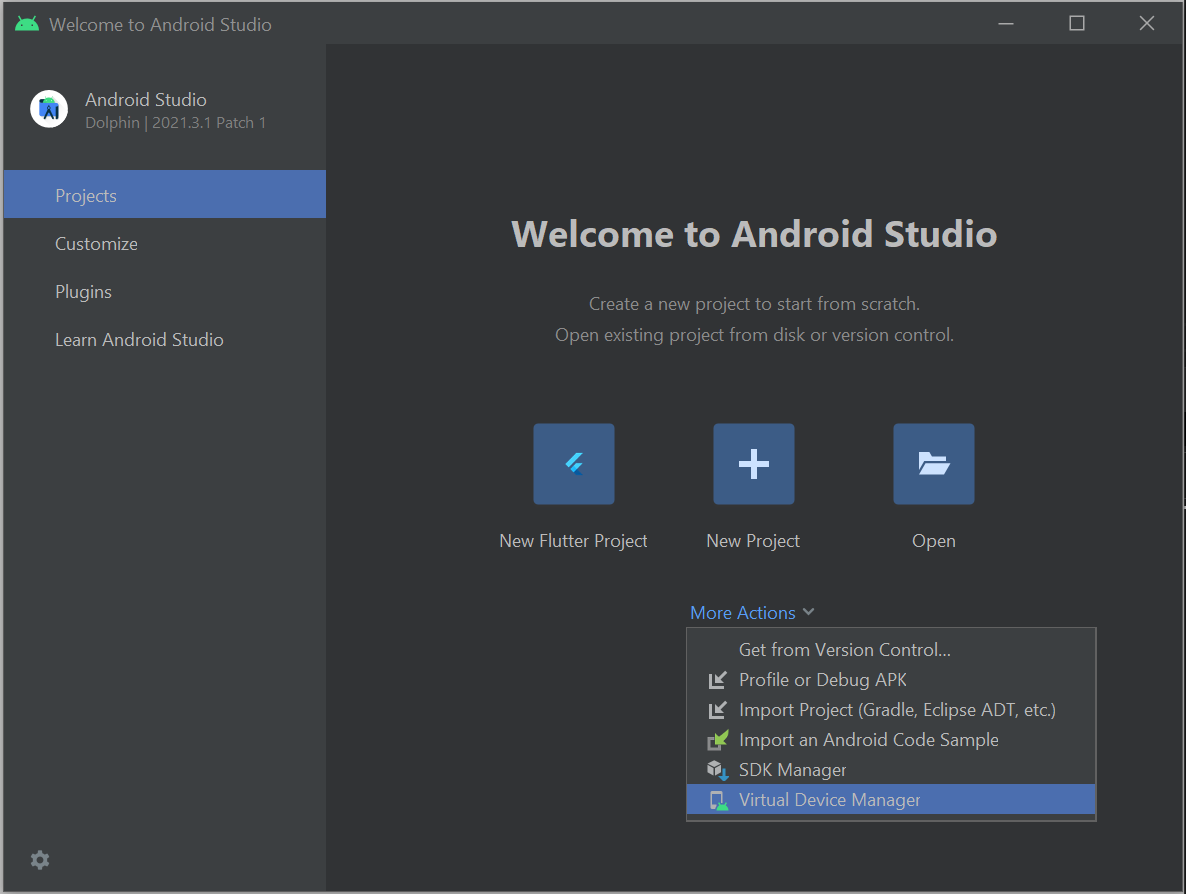 Welcome to Android Studio
Android Studio
Dolphin | 2021.3.1 Patch 1
Projects
Customize
Plugins
Learn Android Studio
Welcome to Android Studio
Create a new project to start from scratch.
Open existing project from disk or version control.
New Flutter Project
New Project
Open
More Actions
Get from Version Control...
Profile or Debug APK
Import Project (Gradle, Eclipse ADT, etc.)
Import an Android Code Sample
SDK Manager
Virtual Device Manager